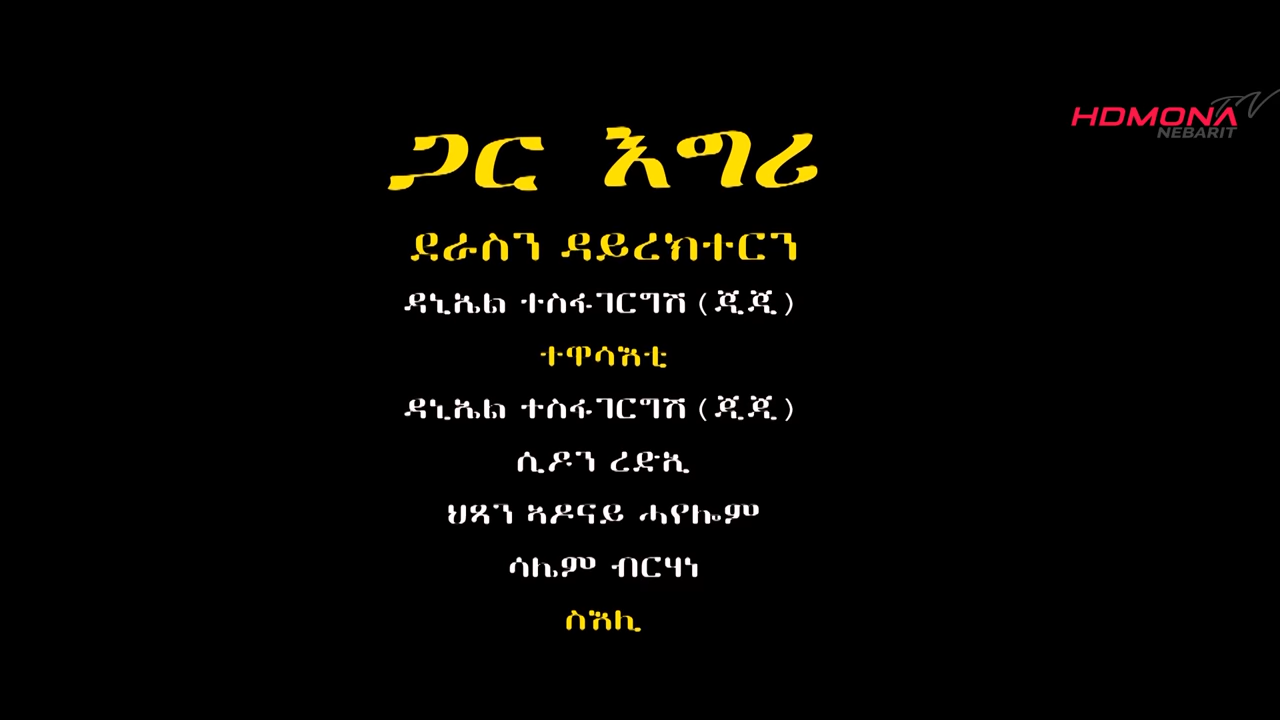 HDMONA TV
NEBARIT
ጋር እግሪ
ደራስን ዳይረክተርን
ዳኒኤል ተስፋገርግሽ (ጂጂ)
ተዋሳእቲ
ዳኒኤል ተስፋገርግሽ (ጂጂ)
ሲዶን ረድኢ
ህጻን ኣዶናይ ሓየሎም
ሳሌም ብርሃነ
ስእሊ